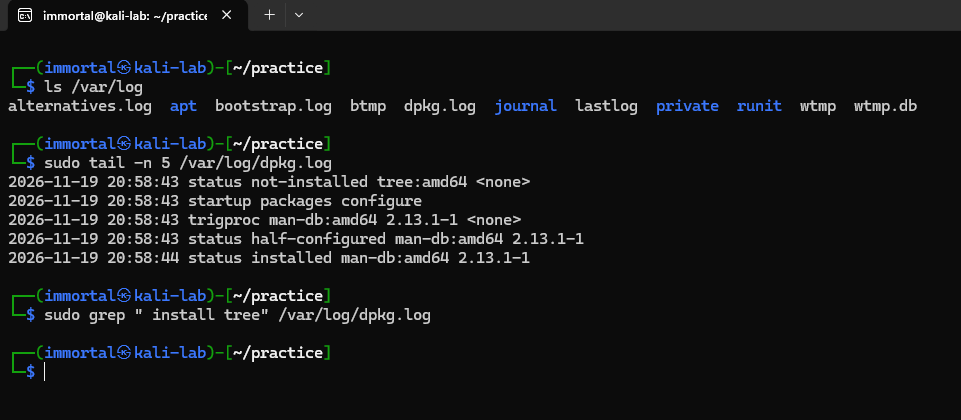 immortal@kali-lab: ~/practice
┌──(immortal㉿kali-lab)-[~/practice]
└─$ ls /var/log
alternatives.log apt bootstrap.log btmp dpkg.log journal lastlog private runit wtmp wtmp.db
┌──(immortal㉿kali-lab)-[~/practice]
└─$ sudo tail -n 5 /var/log/dpkg.log
2026-11-19 20:58:43 status not-installed tree:amd64 <none>
2026-11-19 20:58:43 startup packages configure
2026-11-19 20:58:43 trigproc man-db:amd64 2.13.1-1 <none>
2026-11-19 20:58:43 status half-configured man-db:amd64 2.13.1-1
2026-11-19 20:58:44 status installed man-db:amd64 2.13.1-1
┌──(immortal㉿kali-lab)-[~/practice]
└─$ sudo grep " install tree" /var/log/dpkg.log
┌──(immortal㉿kali-lab)-[~/practice]
└─$